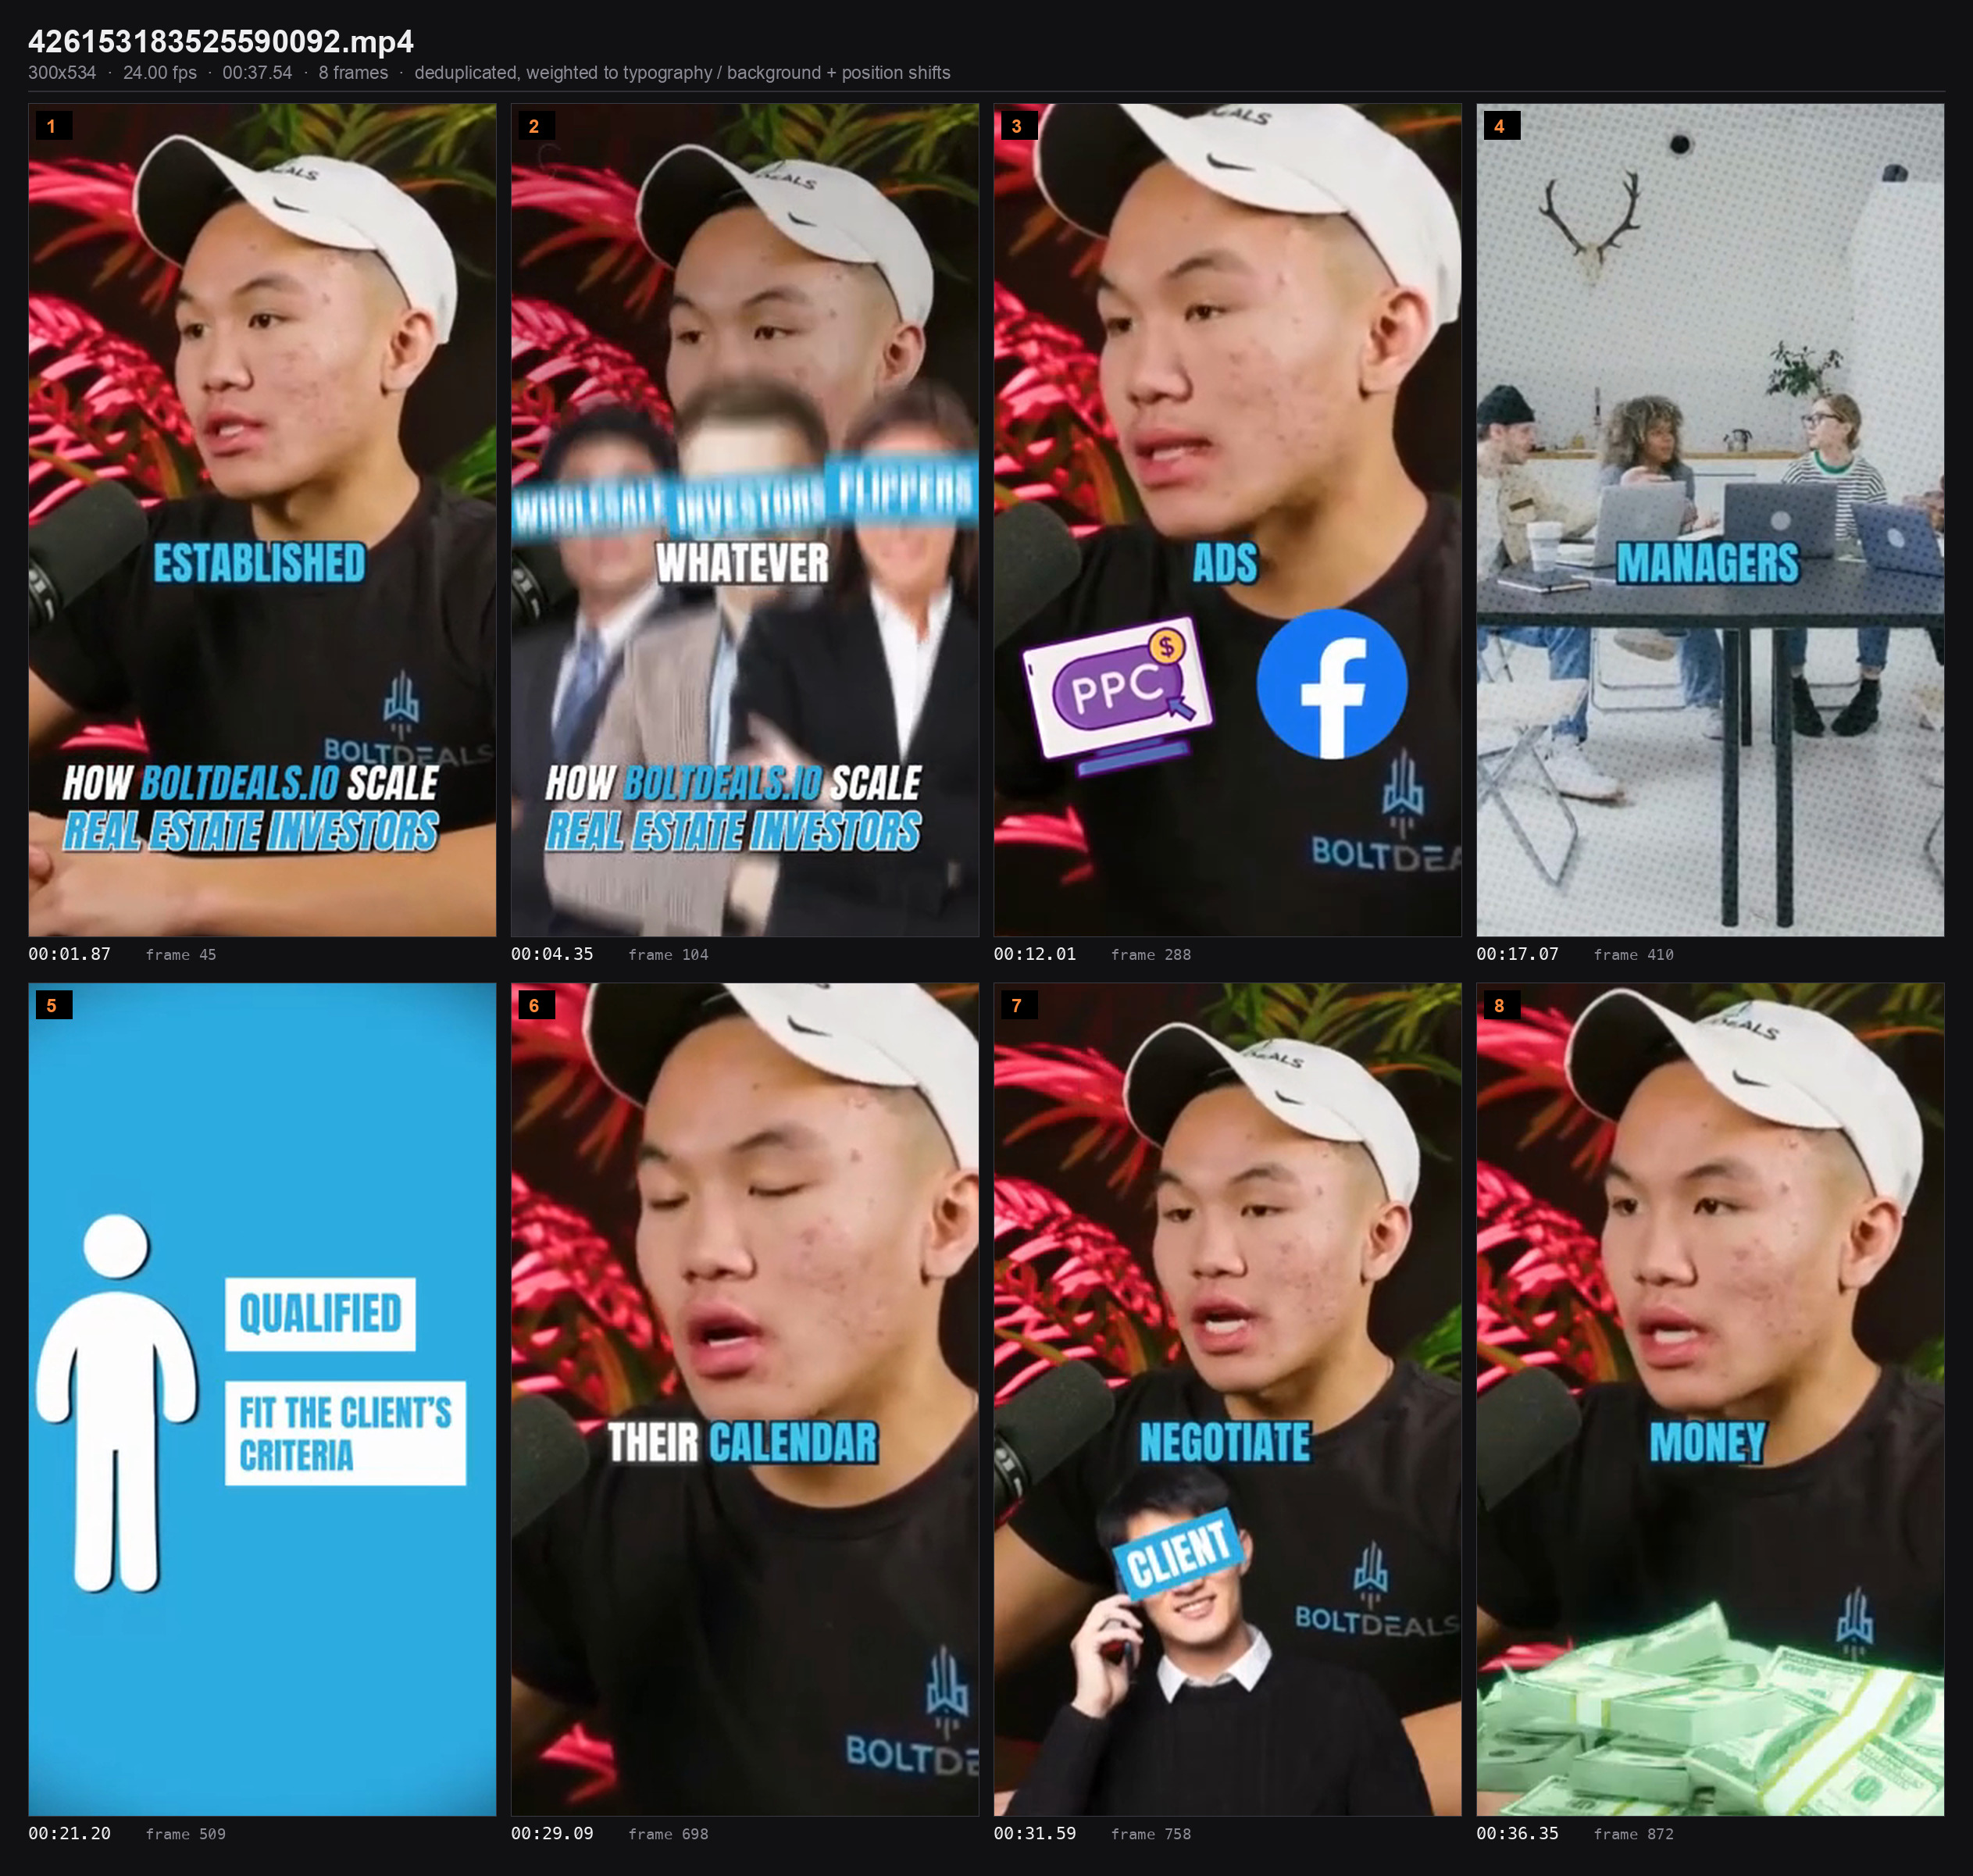 426153183525590092.mp4
300x534 · 24.00 fps · 00:37.54 · 8 frames · deduplicated, weighted to typography / background + position shifts
1
DEALS
ESTABLISHED
BOLTDEALS
HOW BOLTDEALS.IO SCALE
REAL ESTATE INVESTORS
00:01.87 frame 45
2
DEALS
WHOLESALE INVESTORS FLIPPERS
WHATEVER
HOW BOLTDEALS.IO SCALE
REAL ESTATE INVESTORS
00:04.35 frame 104
3
ADS
$
PPC
f
BOLTDEA
00:12.01 frame 288
4
MANAGERS
00:17.07 frame 410
5
QUALIFIED
FIT THE CLIENT'S
CRITERIA
00:21.20 frame 509
6
THEIR CALENDAR
BOLTDE
00:29.09 frame 698
7
NEGOTIATE
CLIENT
BOLTDEALS
00:31.59 frame 758
8
DEALS
MONEY
00:36.35 frame 872